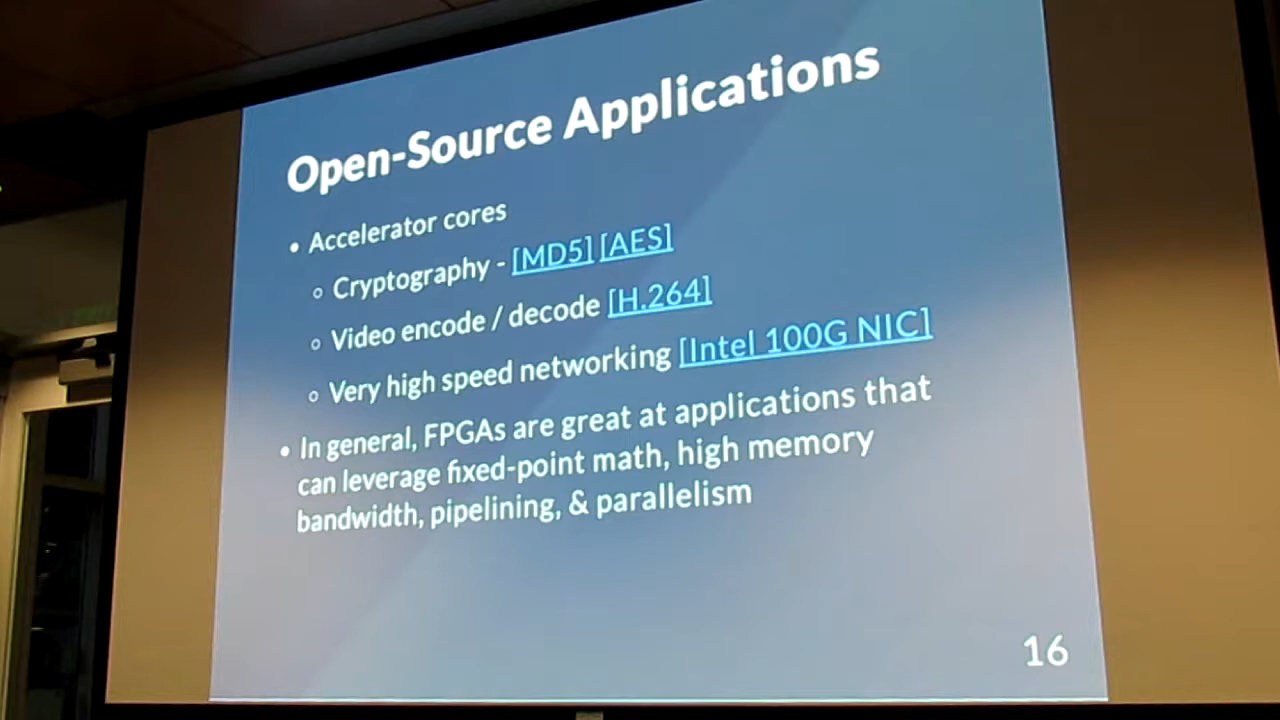 Open-Source Applications
• Accelerator cores
○ Cryptography - [MD5] [AES]
○ Video encode / decode [H.264]
○ Very high speed networking [Intel 100G NIC]
• In general, FPGAs are great at applications that
can leverage fixed-point math, high memory
bandwidth, pipelining, & parallelism
16